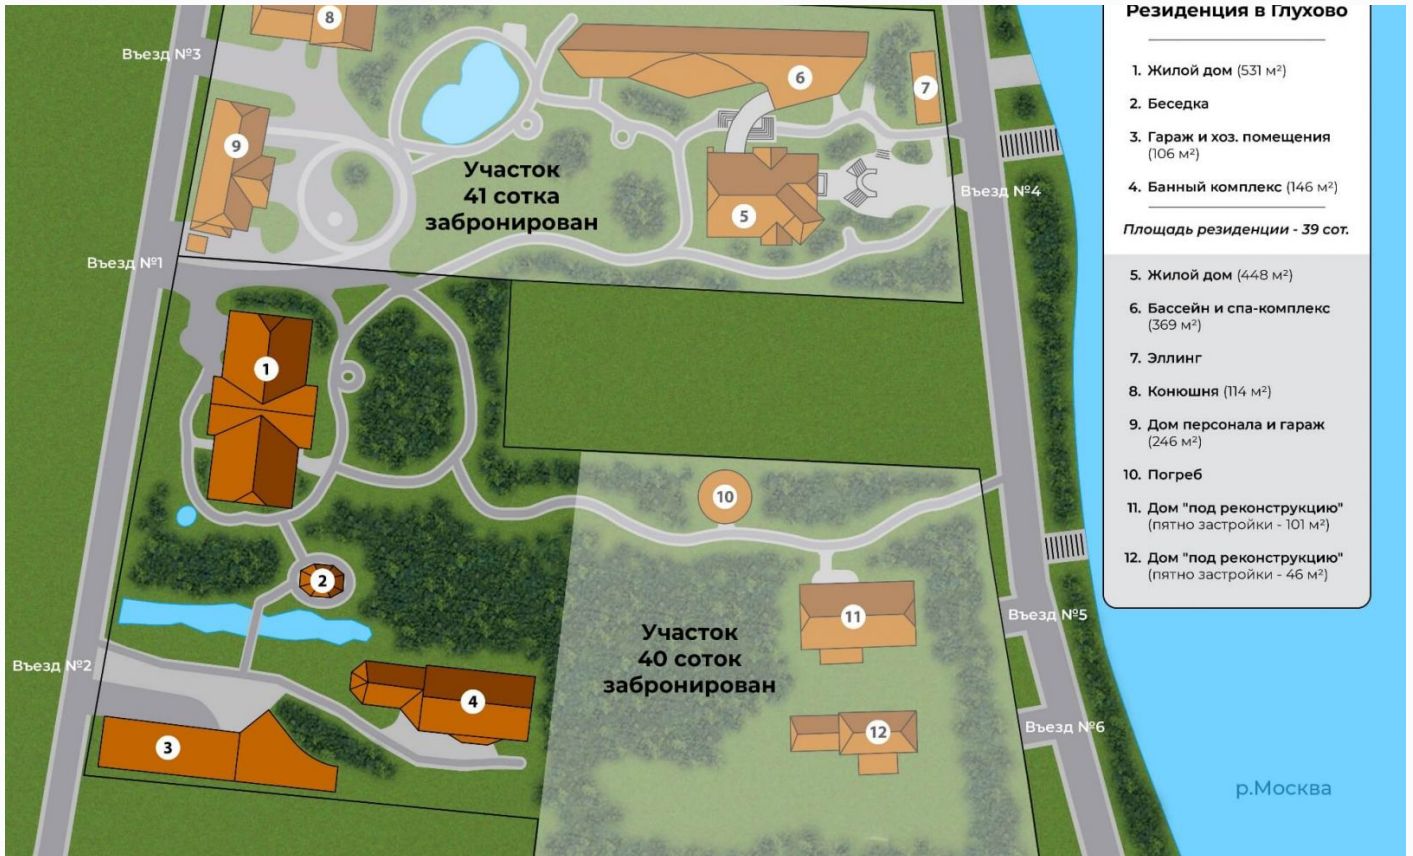 Резиденция в Глухово
1. Жилой дом (531 м²)
2. Беседка
3. Гараж и хоз. помещения
(106 м²)
4. Банный комплекс (146 м²)
Площадь резиденции - 39 сот.
5. Жилой дом (448 м²)
6. Бассейн и спа-комплекс
(369 м²)
7. Эллинг
8. Конюшня (114 м²)
9. Дом персонала и гараж
(246 м²)
10. Погреб
11. Дом "под реконструкцию"
(пятно застройки - 101 м²)
12. Дом "под реконструкцию"
(пятно застройки - 46 м²)
8
Въезд №3
6
7
9
Участок
41 сотка
забронирован
5
Въезд №4
Въезд №1
1
10
2
Въезд №5
11
Участок
40 соток
забронирован
Въезд №2
4
3
12
Въезд №6
р.Москва